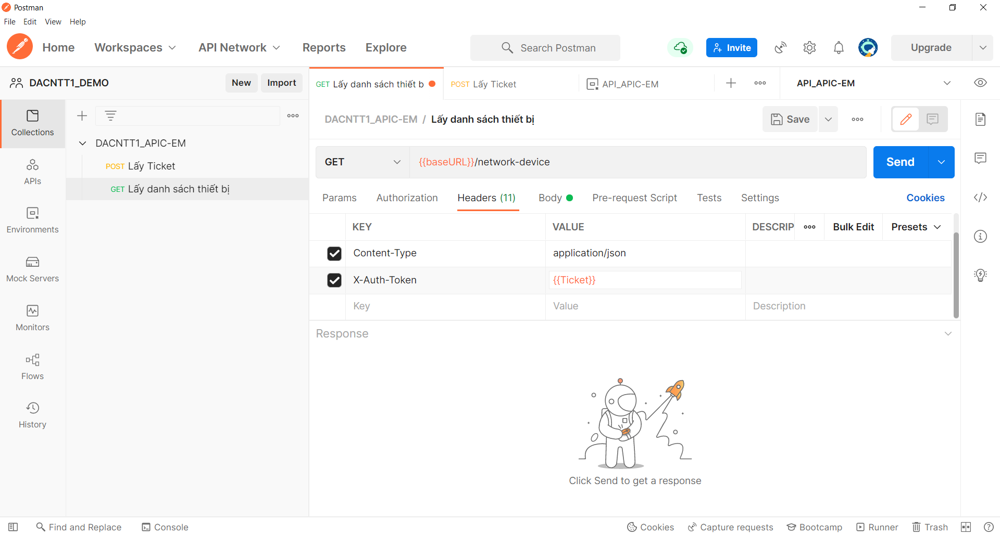 Postman
File Edit View Help
Home Workspaces API Network Reports Explore Search Postman Invite Upgrade
DACNTT1_DEMO New Import
GET Lấy danh sách thiết b POST Lấy Ticket API_APIC-EM API_APIC-EM
Collections
APIs
Environments
Mock Servers
Monitors
Flows
History
DACNTT1_APIC-EM
POST Lấy Ticket
GET Lấy danh sách thiết bị
DACNTT1_APIC-EM / Lấy danh sách thiết bị Save
GET {{baseURL}}/network-device Send
Params Authorization Headers (11) Body Pre-request Script Tests Settings Cookies
KEY VALUE DESCRIP Bulk Edit Presets
Content-Type application/json
X-Auth-Token {{Ticket}}
Key Value Description
Response
Click Send to get a response
Find and Replace Console Cookies Capture requests Bootcamp Runner Trash